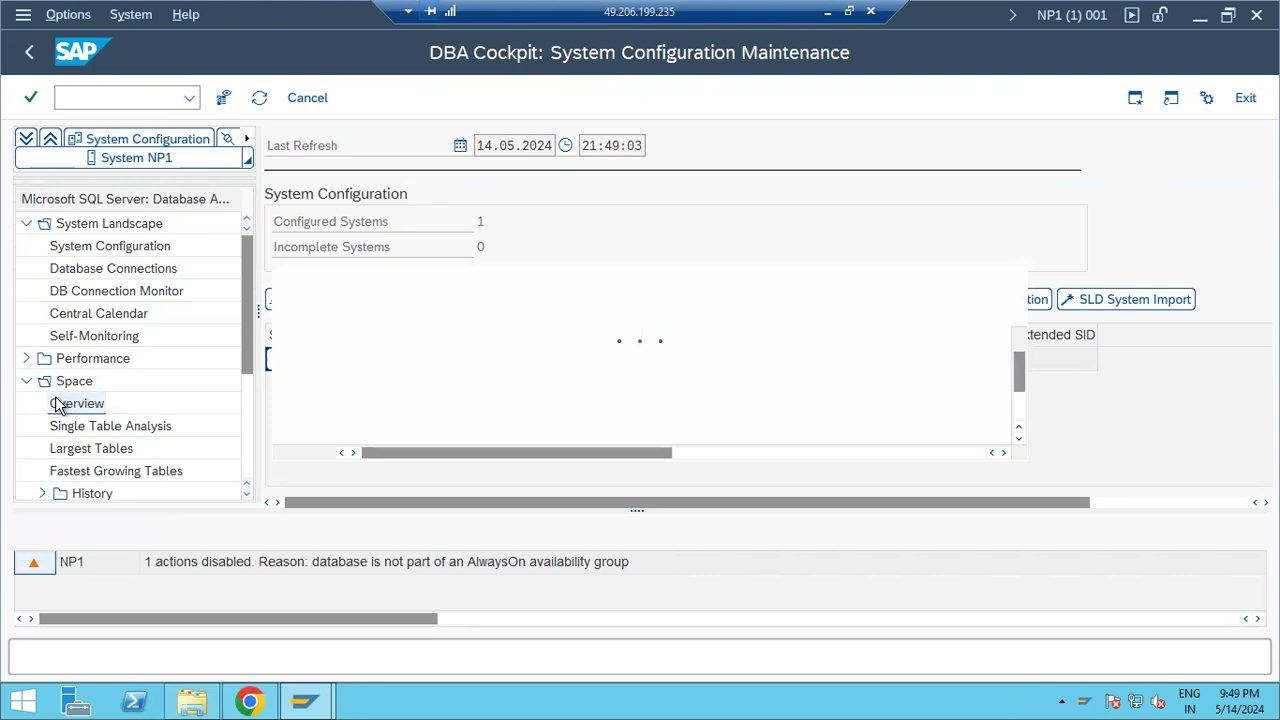 Options System Help
49.206.199.235
NP1 (1) 001
SAP
DBA Cockpit: System Configuration Maintenance
Cancel
Exit
System Configuration
System NP1
Microsoft SQL Server: Database A...
System Landscape
System Configuration
Database Connections
DB Connection Monitor
Central Calendar
Self-Monitoring
Performance
Space
Overview
Single Table Analysis
Largest Tables
Fastest Growing Tables
History
Last Refresh 14.05.2024 21:49:03
System Configuration
Configured Systems 1
Incomplete Systems 0
SLD System Import
SID
NP1 1 actions disabled. Reason: database is not part of an AlwaysOn availability group
ENG 9:49 PM
IN 5/14/2024